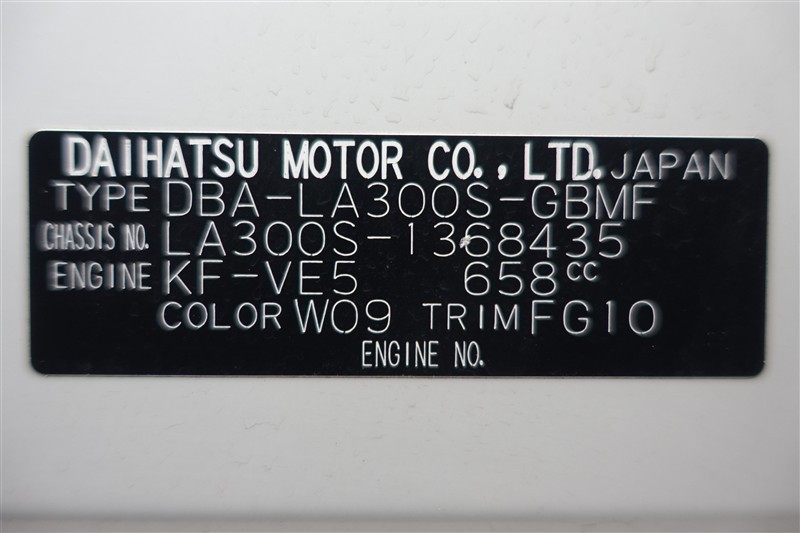 DAIHATSU MOTOR CO., LTD. JAPAN
TYPE DBA-LA300S-GBMF
CHASSIS NO. LA300S-1368435
ENGINE KF-VE5 658cc
COLOR W09 TRIM FG10
ENGINE NO.